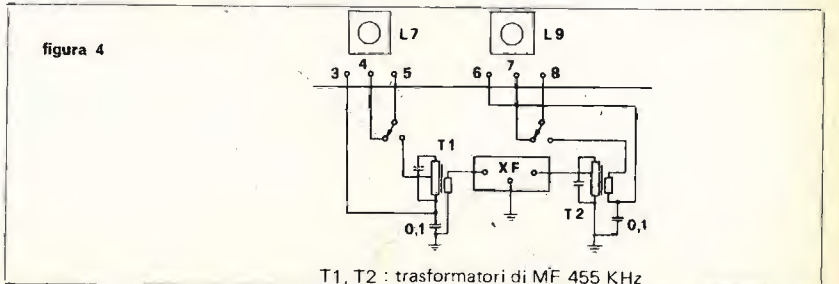 figura 4
L7
L9
3 4 5
6 7 8
T1
XF
T2
0,1
0,1
T1, T2 : trasformatori di MF 455 KHz